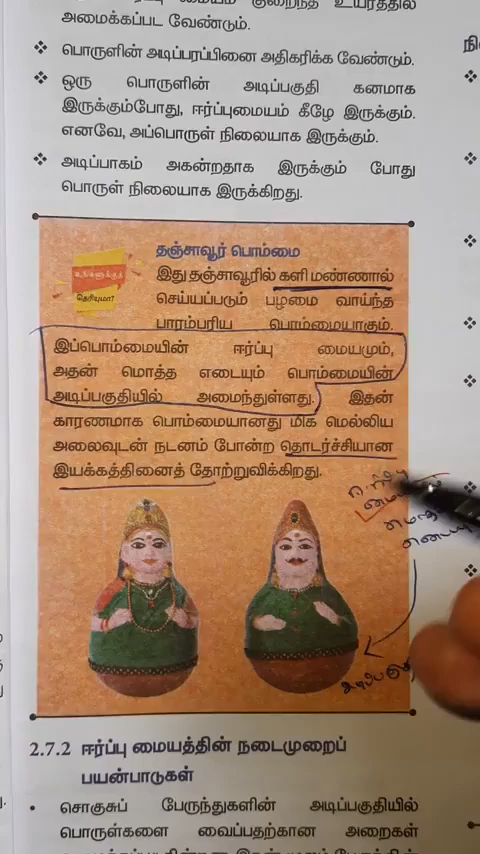 அமைக்கப்பட வேண்டும்.
❖ பொருளின் அடிப்பரப்பினை அதிகரிக்க வேண்டும்.
❖ ஒரு பொருளின் அடிப்பகுதி கனமாக
இருக்கும்போது, ஈர்ப்புமையம் கீழே இருக்கும்.
எனவே, அப்பொருள் நிலையாக இருக்கும்.
❖ அடிப்பாகம் அகன்றதாக இருக்கும் போது
பொருள் நிலையாக இருக்கிறது.
உங்களுக்குத்
தெரியுமா?
தஞ்சாவூர் பொம்மை
இது தஞ்சாவூரில் களி மண்ணால்
செய்யப்படும் பழமை வாய்ந்த
பாரம்பரிய பொம்மையாகும்.
இப்பொம்மையின் ஈர்ப்பு மையமும்,
அதன் மொத்த எடையும் பொம்மையின்
அடிப்பகுதியில் அமைந்துள்ளது. இதன்
காரணமாக பொம்மையானது மிக மெல்லிய
அலைவுடன் நடனம் போன்ற தொடர்ச்சியான
இயக்கத்தினைத் தோற்றுவிக்கிறது.
2.7.2 ஈர்ப்பு மையத்தின் நடைமுறைப்
பயன்பாடுகள்
• சொகுசுப் பேருந்துகளின் அடிப்பகுதியில்
பொருள்களை வைப்பதற்கான அறைகள்